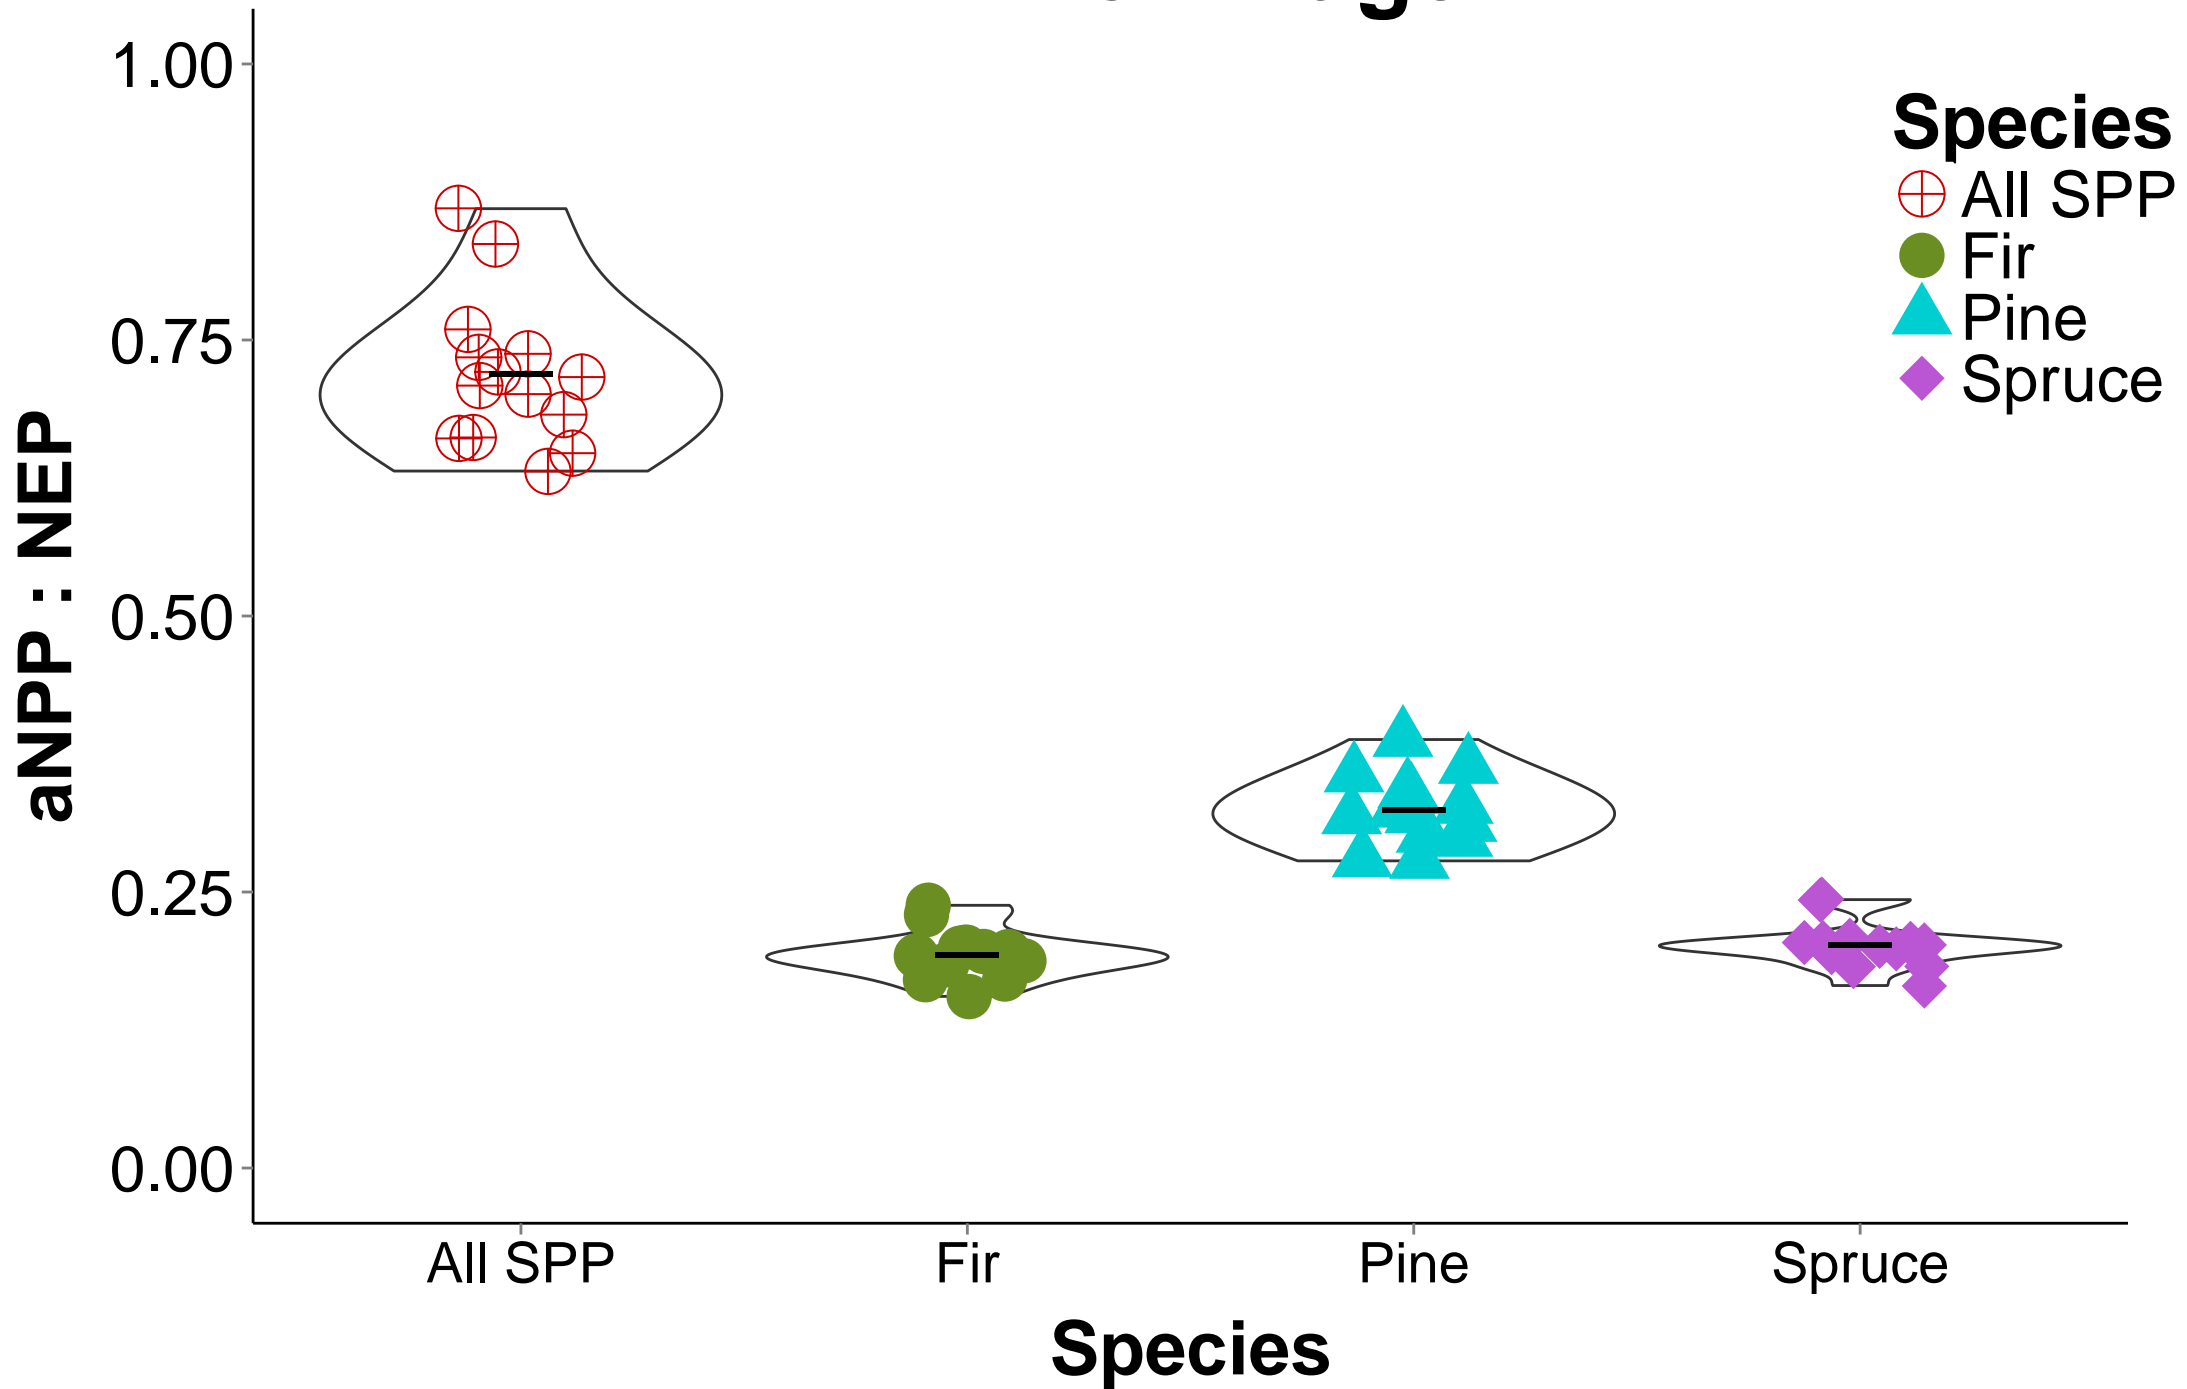 1.00
0.75
0.50
0.25
0.00
aNPP : NEP
Species
All SPP
Fir
Pine
Spruce
All SPP
Fir
Pine
Spruce
Species